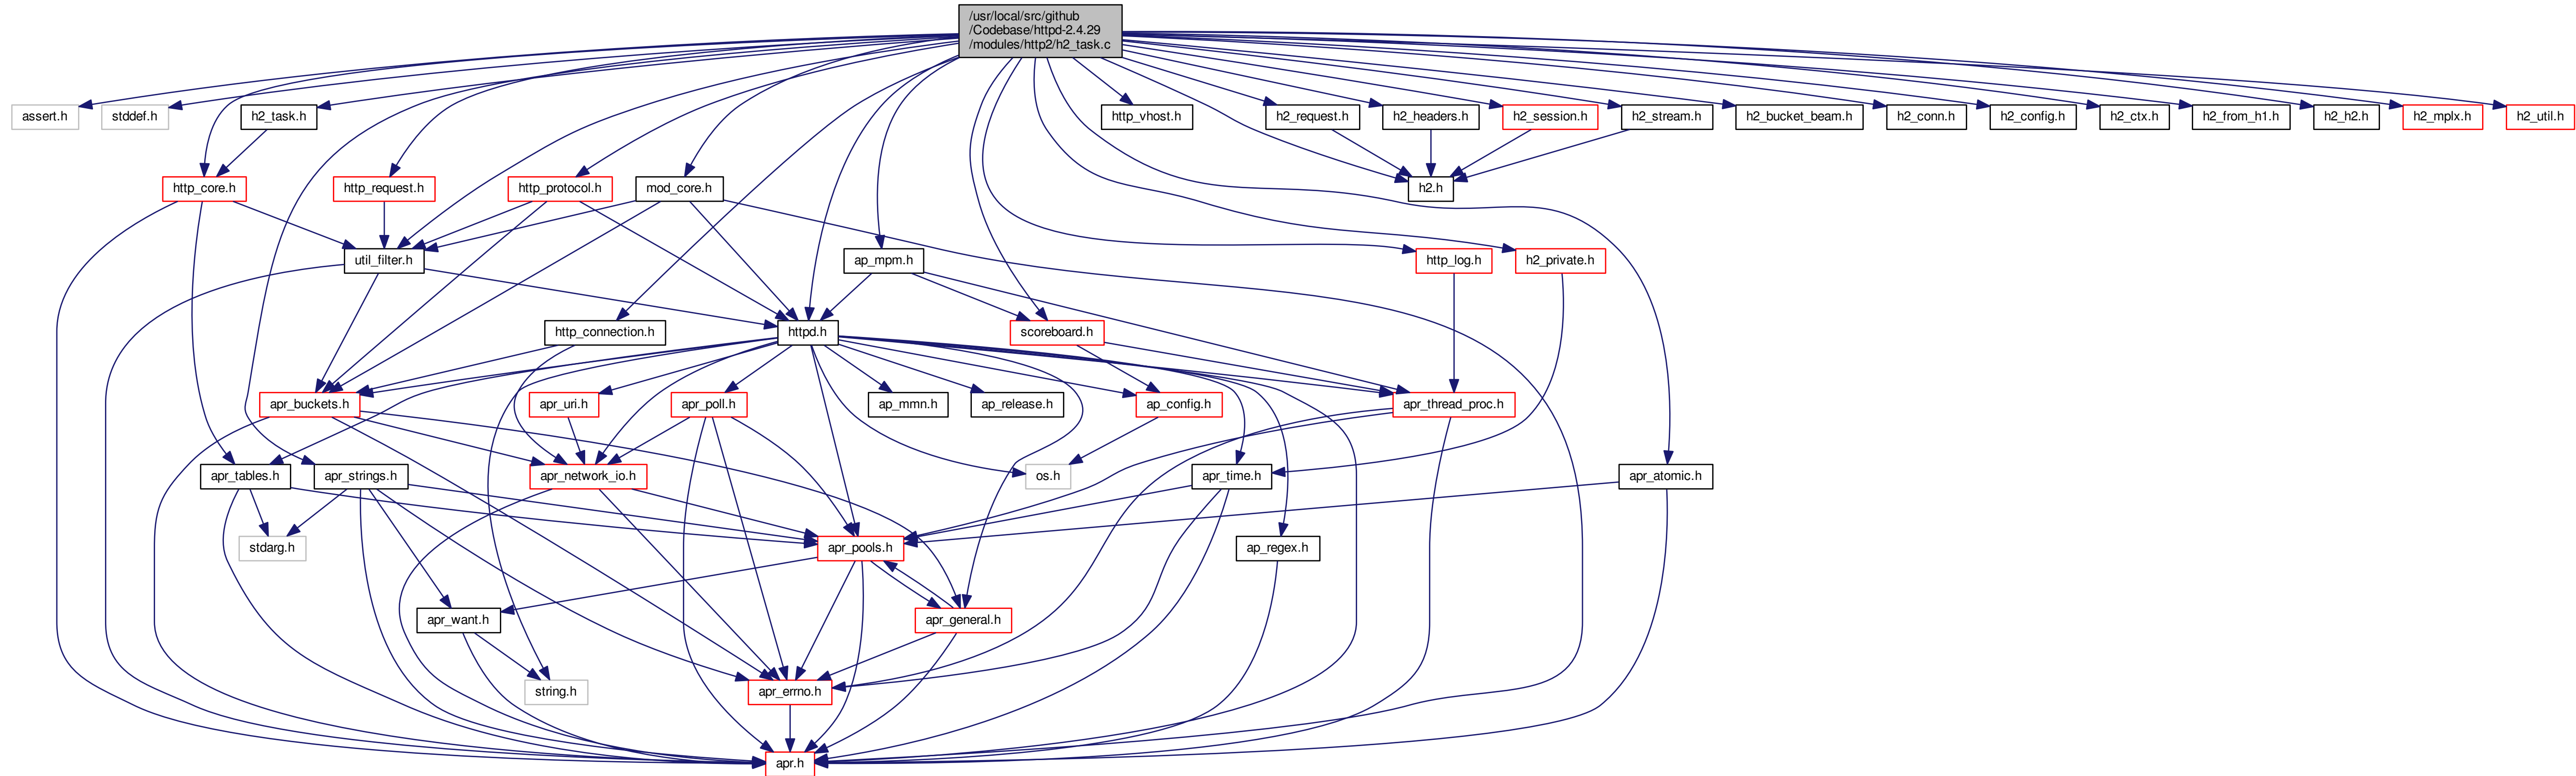 /usr/local/src/github
/Codebase/httpd-2.4.29
/modules/http2/h2_task.c
assert.h
stddef.h
h2_task.h
http_vhost.h
h2_request.h
h2_headers.h
h2_session.h
h2_stream.h
h2_bucket_beam.h
h2_conn.h
h2_config.h
h2_ctx.h
h2_from_h1.h
h2_h2.h
h2_mplx.h
h2_util.h
http_core.h
http_request.h
http_protocol.h
mod_core.h
h2.h
util_filter.h
ap_mpm.h
http_log.h
h2_private.h
http_connection.h
httpd.h
scoreboard.h
apr_buckets.h
apr_uri.h
apr_poll.h
ap_mmn.h
ap_release.h
ap_config.h
apr_thread_proc.h
apr_tables.h
apr_strings.h
apr_network_io.h
os.h
apr_time.h
apr_atomic.h
stdarg.h
apr_pools.h
ap_regex.h
apr_want.h
apr_general.h
string.h
apr_errno.h
apr.h